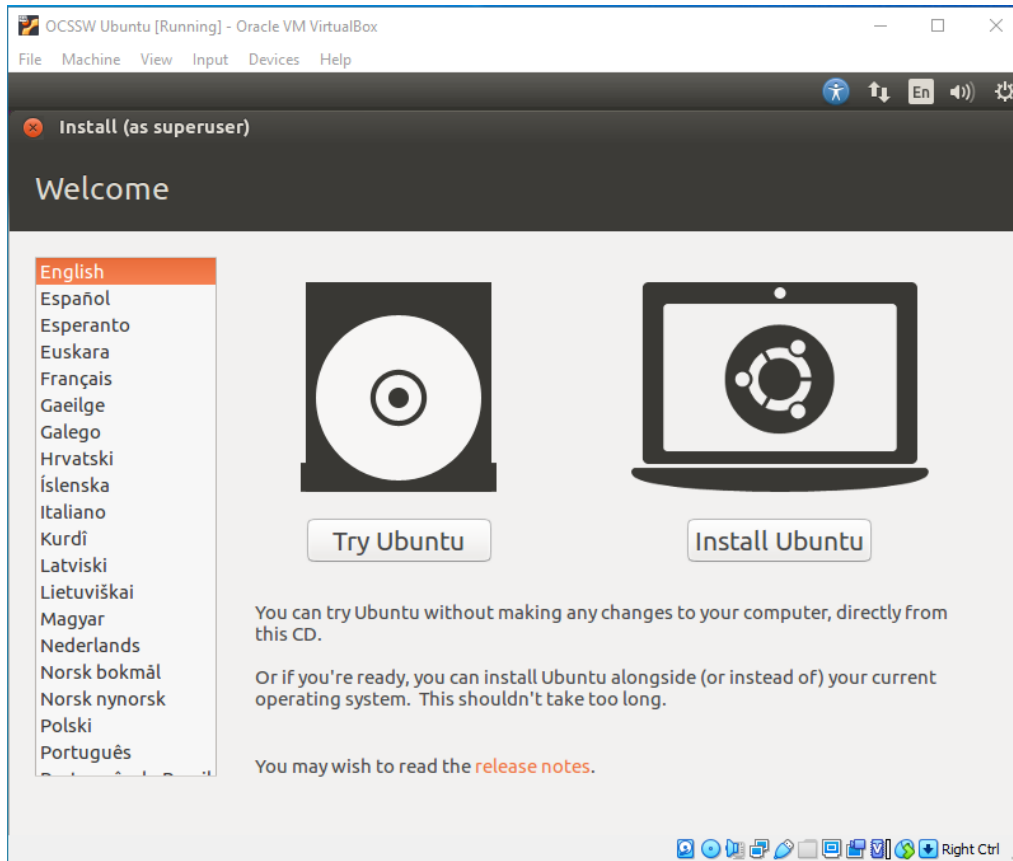 OCSSW Ubuntu [Running] - Oracle VM VirtualBox
File Machine View Input Devices Help
En
Install (as superuser)
Welcome
English
Español
Esperanto
Euskara
Français
Gaeilge
Galego
Hrvatski
Íslenska
Italiano
Kurdî
Latviski
Lietuviškai
Magyar
Nederlands
Norsk bokmål
Norsk nynorsk
Polski
Português
Try Ubuntu
Install Ubuntu
You can try Ubuntu without making any changes to your computer, directly from
this CD.
Or if you're ready, you can install Ubuntu alongside (or instead of) your current
operating system. This shouldn't take too long.
You may wish to read the release notes.
Right Ctrl